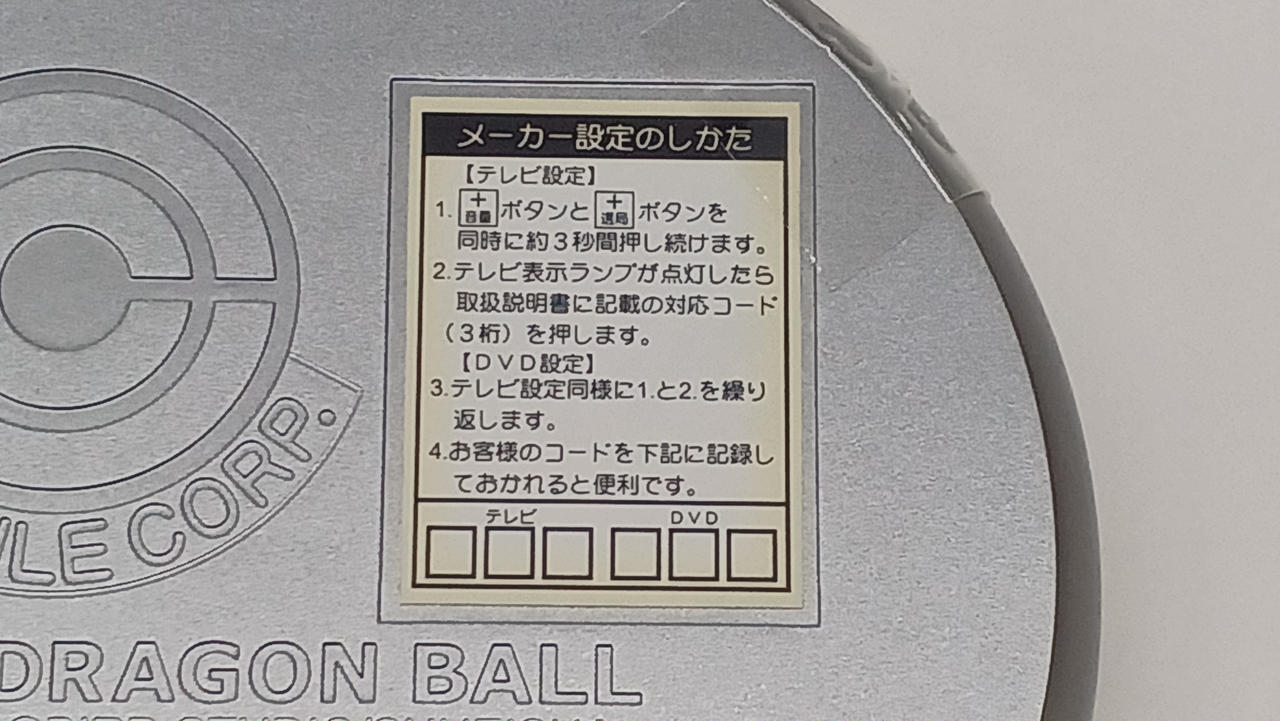 メーカー設定のしかた
【テレビ設定】
1. +音量 ボタンと +選局 ボタンを
同時に約3秒間押し続けます。
2.テレビ表示ランプが点灯したら
取扱説明書に記載の対応コード
(3桁)を押します。
【DVD設定】
3.テレビ設定同様に1.と2.を繰り
返します。
4.お客様のコードを下記に記録し
ておかれると便利です。
テレビ DVD
CORP.
DRAGON BALL